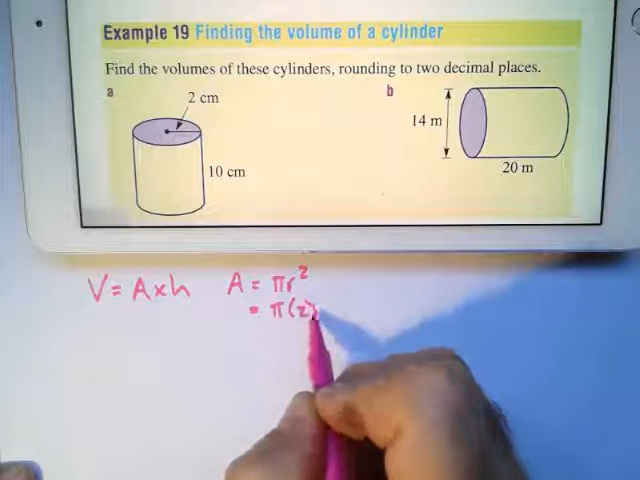 Example 19 Finding the volume of a cylinder
Find the volumes of these cylinders, rounding to two decimal places.
a
2 cm
10 cm
b
14 m
20 m
V = A×h
A = πr²
= π(2)